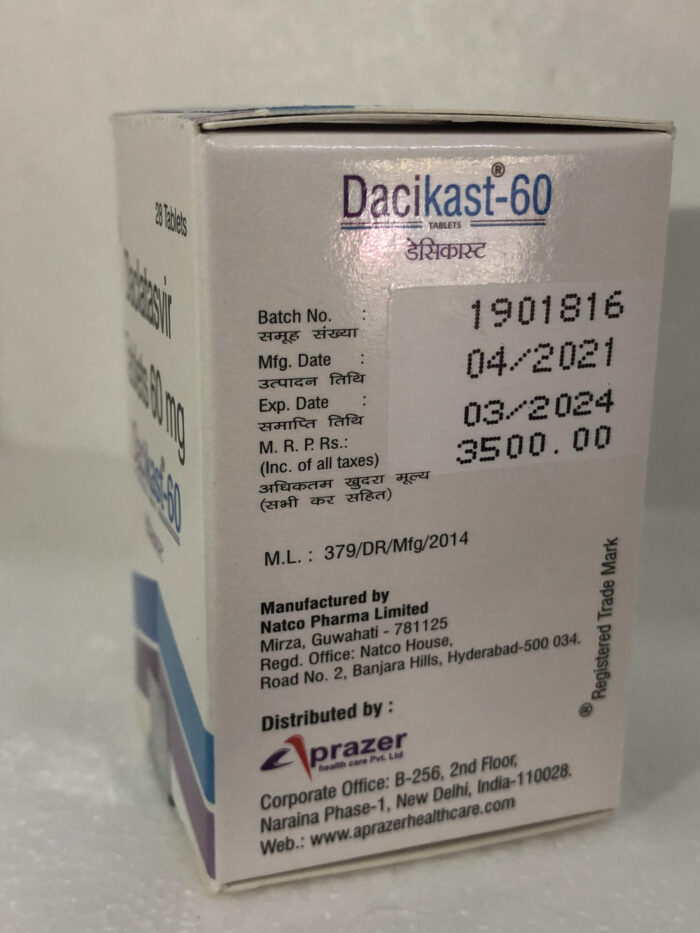 Dacikast®-60
TABLETS
डेसिकास्ट
Batch No. : 1901816
समूह संख्या
Mfg. Date : 04/2021
उत्पादन तिथि
Exp. Date : 03/2024
समाप्ति तिथि
M. R. P. Rs.: 3500.00
(Inc. of all taxes)
अधिकतम खुदरा मूल्य
(सभी कर सहित)
M.L. : 379/DR/Mfg/2014
Manufactured by
Natco Pharma Limited
Mirza, Guwahati - 781125
Regd. Office: Natco House,
Road No. 2, Banjara Hills, Hyderabad-500 034.
® Registered Trade Mark
Distributed by :
Aprazer
health care Pvt. Ltd
Corporate Office: B-256, 2nd Floor,
Naraina Phase-1, New Delhi, India-110028.
Web.: www.aprazerhealthcare.com
28 Tablets
60 mg